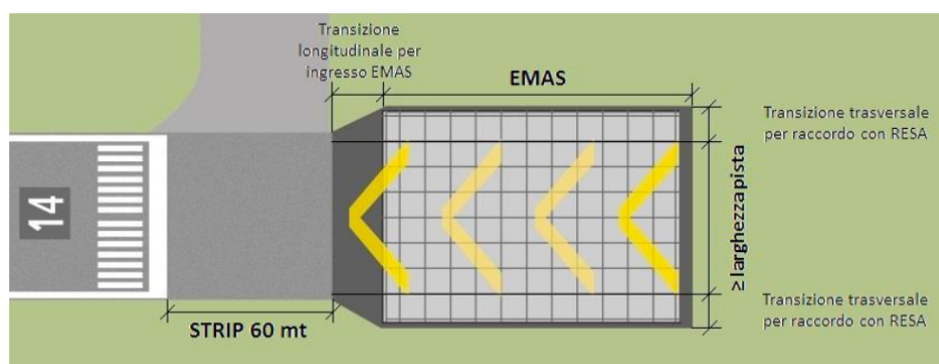 Transizione
longitudinale per
ingresso EMAS
EMAS
Transizione trasversale
per raccordo con RESA
14
≥ larghezza pista
Transizione trasversale
per raccordo con RESA
STRIP 60 mt